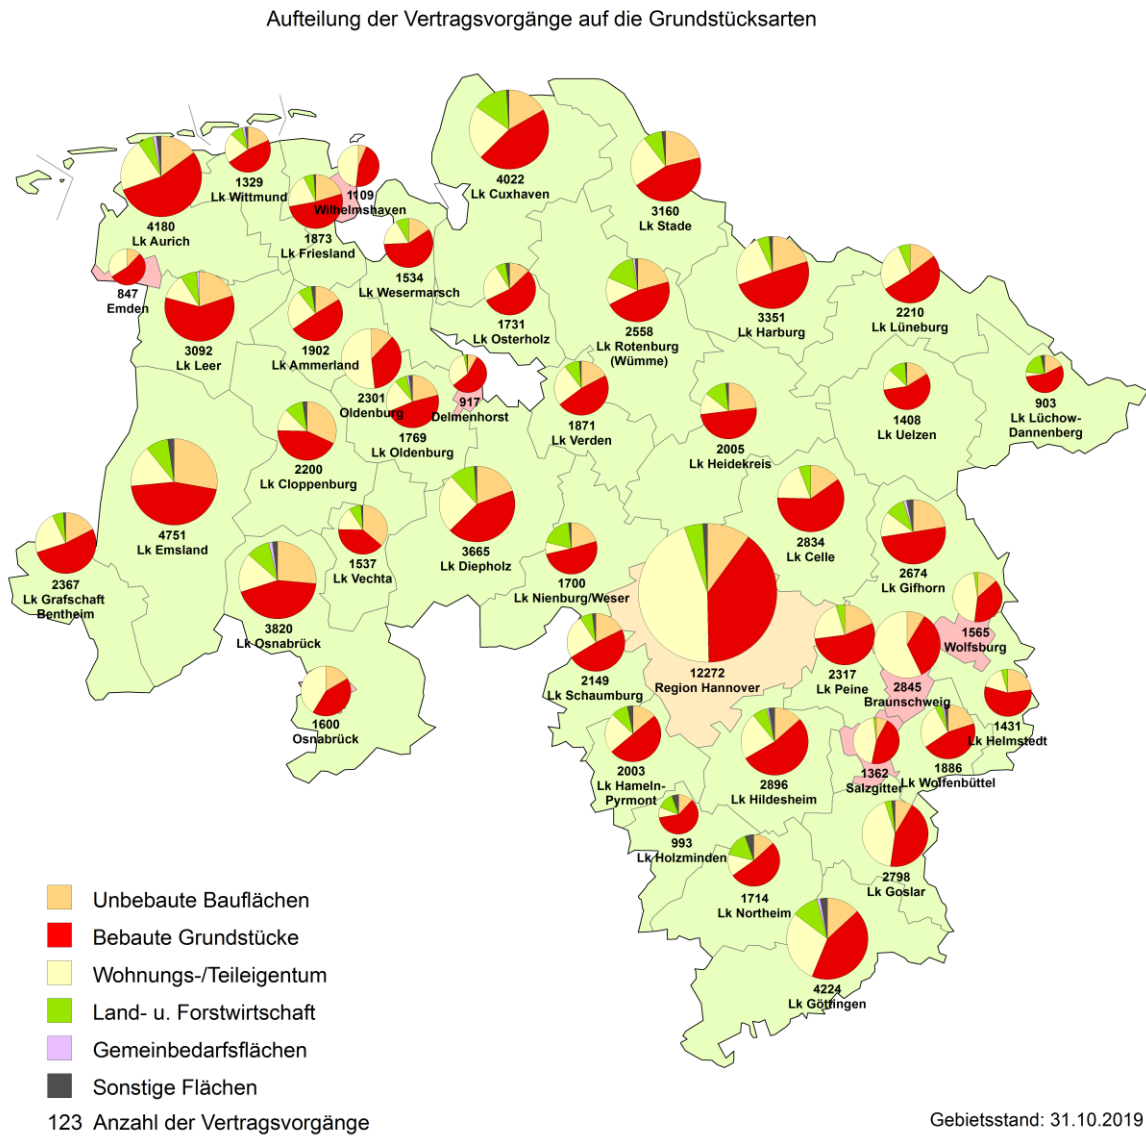 Aufteilung der Vertragsvorgänge auf die Grundstücksarten
4022
Lk Cuxhaven
1329
Lk Wittmund
1109
Wilhelmshaven
3160
Lk Stade
4180
Lk Aurich
1873
Lk Friesland
1534
Lk Wesermarsch
847
Emden
3092
Lk Leer
1902
Lk Ammerland
1731
Lk Osterholz
2558
Lk Rotenburg
(Wümme)
3351
Lk Harburg
2210
Lk Lüneburg
2301
Oldenburg
917
Delmenhorst
1769
Lk Oldenburg
1871
Lk Verden
2005
Lk Heidekreis
1408
Lk Uelzen
903
Lk Lüchow-
Dannenberg
2200
Lk Cloppenburg
4751
Lk Emsland
1537
Lk Vechta
3665
Lk Diepholz
2834
Lk Celle
2674
Lk Gifhorn
2367
Lk Grafschaft
Bentheim
3820
Lk Osnabrück
1700
Lk Nienburg/Weser
1565
Wolfsburg
12272
Region Hannover
2149
Lk Schaumburg
2317
Lk Peine
2845
Braunschweig
1600
Osnabrück
1431
Lk Helmstedt
2003
Lk Hameln-
Pyrmont
2896
Lk Hildesheim
1362
Salzgitter
1886
Lk Wolfenbüttel
993
Lk Holzminden
1714
Lk Northeim
2798
Lk Goslar
4224
Lk Göttingen
Unbebaute Bauflächen
Bebaute Grundstücke
Wohnungs-/Teileigentum
Land- u. Forstwirtschaft
Gemeinbedarfsflächen
Sonstige Flächen
123 Anzahl der Vertragsvorgänge
Gebietsstand: 31.10.2019